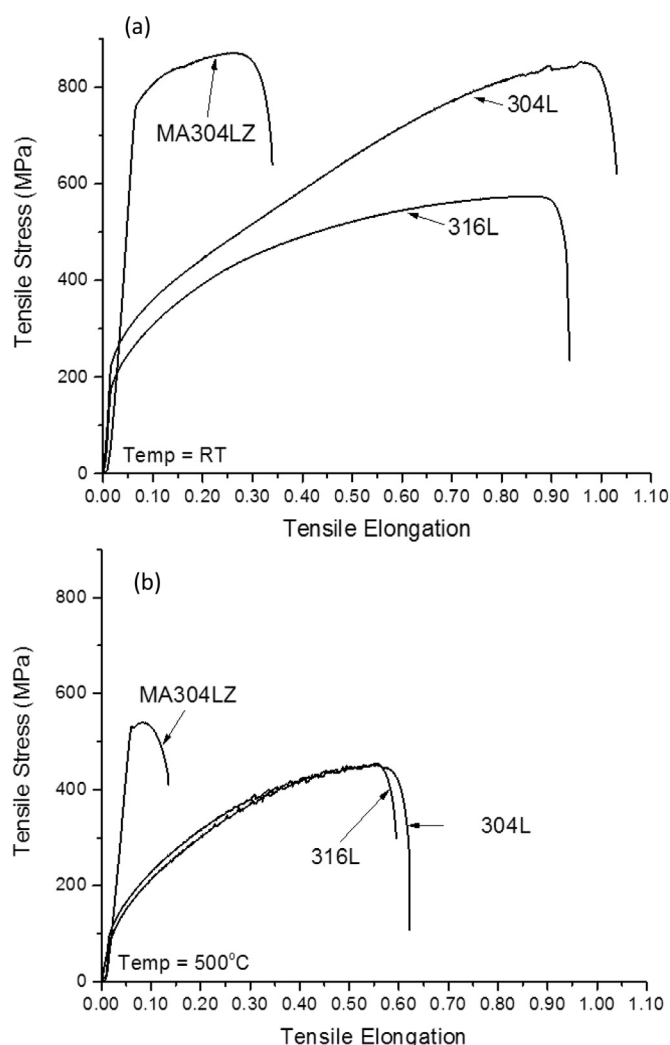 (a)
800
600
400
200
0
Tensile Stress (MPa)
MA304LZ
304L
316L
Temp = RT
0.00 0.10 0.20 0.30 0.40 0.50 0.60 0.70 0.80 0.90 1.00 1.10
Tensile Elongation
(b)
800
600
400
200
0
Tensile Stress (MPa)
MA304LZ
316L
304L
Temp = 500°C
0.00 0.10 0.20 0.30 0.40 0.50 0.60 0.70 0.80 0.90 1.00 1.10
Tensile Elongation